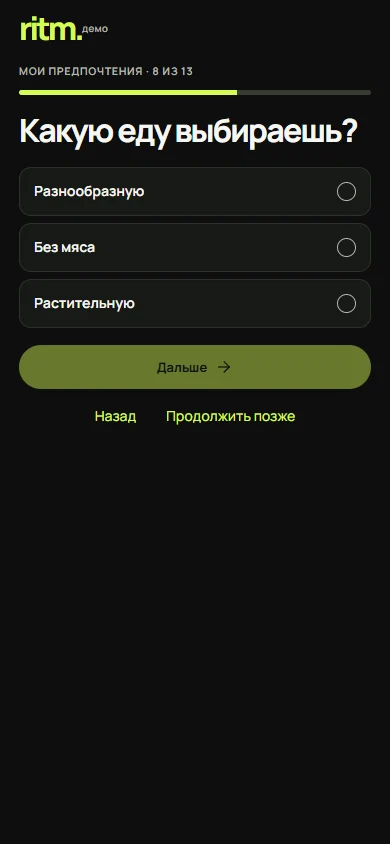 ritm. демо
МОИ ПРЕДПОЧТЕНИЯ · 8 ИЗ 13
Какую еду выбираешь?
Разнообразную
Без мяса
Растительную
Дальше →
Назад Продолжить позже